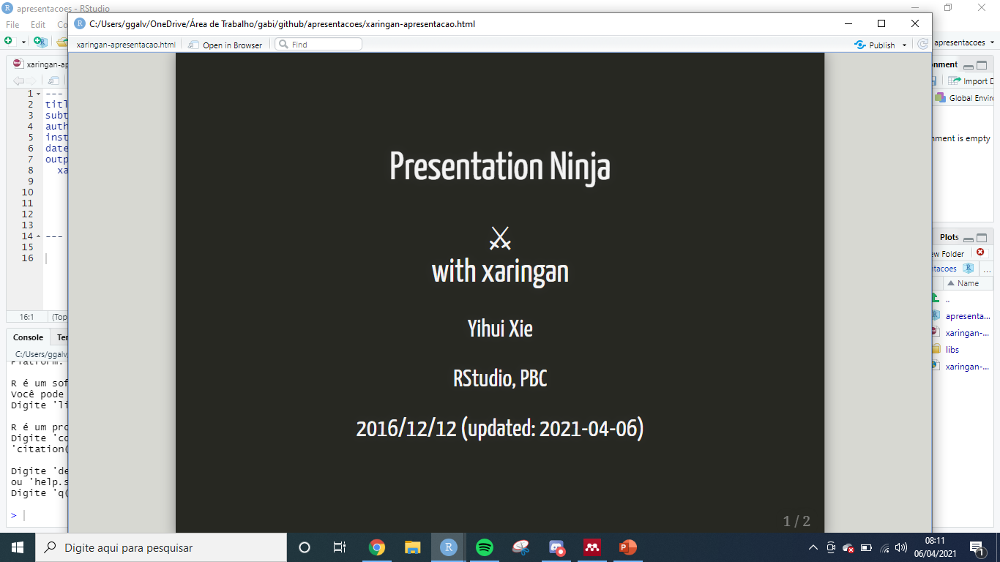 apresentacoes - RStudio
File Edit Co
C:/Users/ggalv/OneDrive/Área de Trabalho/gabi/github/apresentacoes/xaringan-apresentacao.html
xaringan-apresentacao.html Open in Browser Find Publish
apresentacoes
xaringan-ap
1 ---
2 titl
3 subt
4 auth
5 inst
6 date
7 outp
8 xa
9
10
11
12
13
14 ---
15
16
16:1 (Top
Console Ter
C:/Users/ggalv
Platform:
R é um sof
Você pode
Digite 'li
R é um pro
Digite 'co
'citation(
Digite 'de
ou 'help.s
Digite 'q(
>
Presentation Ninja
⚔
with xaringan
Yihui Xie
RStudio, PBC
2016/12/12 (updated: 2021-04-06)
1 / 2
onment
Import D
Global Enviro
nment is empty
Plots
ew Folder
tacoes ...
Name
..
apresenta...
xaringan-...
libs
xaringan-...
Digite aqui para pesquisar
08:11
06/04/2021
1